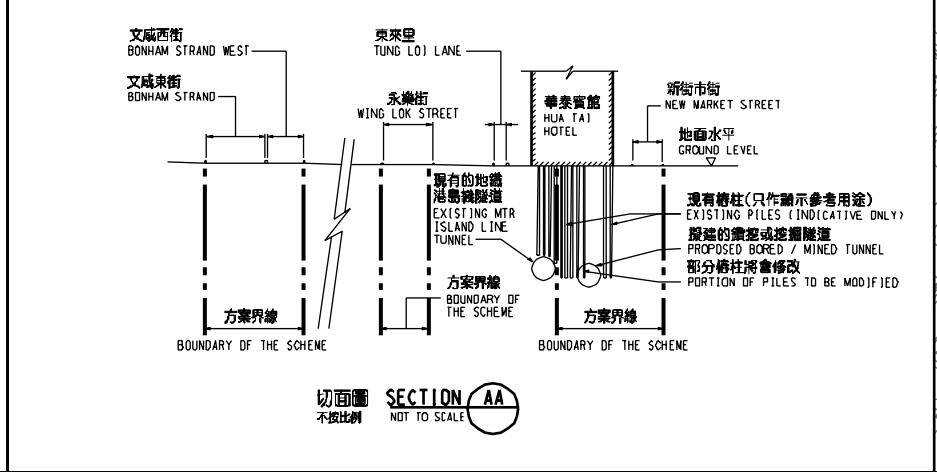 文咸西街
BONHAM STRAND WEST
文咸東街
BONHAM STRAND
永樂街
WING LOK STREET
東來里
TUNG LOI LANE
華泰賓館
HUA TAI
HOTEL
新街市街
NEW MARKET STREET
地面水平
GROUND LEVEL
現有的地鐵
港島綫隧道
EXISTING MTR
ISLAND LINE
TUNNEL
現有樁柱(只作顯示參考用途)
EXISTING PILES (INDICATIVE ONLY)
擬建的鑽挖或挖掘隧道
PROPOSED BORED / MINED TUNNEL
部分樁柱將會修改
PORTION OF PILES TO BE MODIFIED
方案界線
BOUNDARY OF THE SCHEME
方案界線
BOUNDARY OF
THE SCHEME
方案界線
BOUNDARY OF THE SCHEME
切面圖 SECTION AA
不按比例 NOT TO SCALE